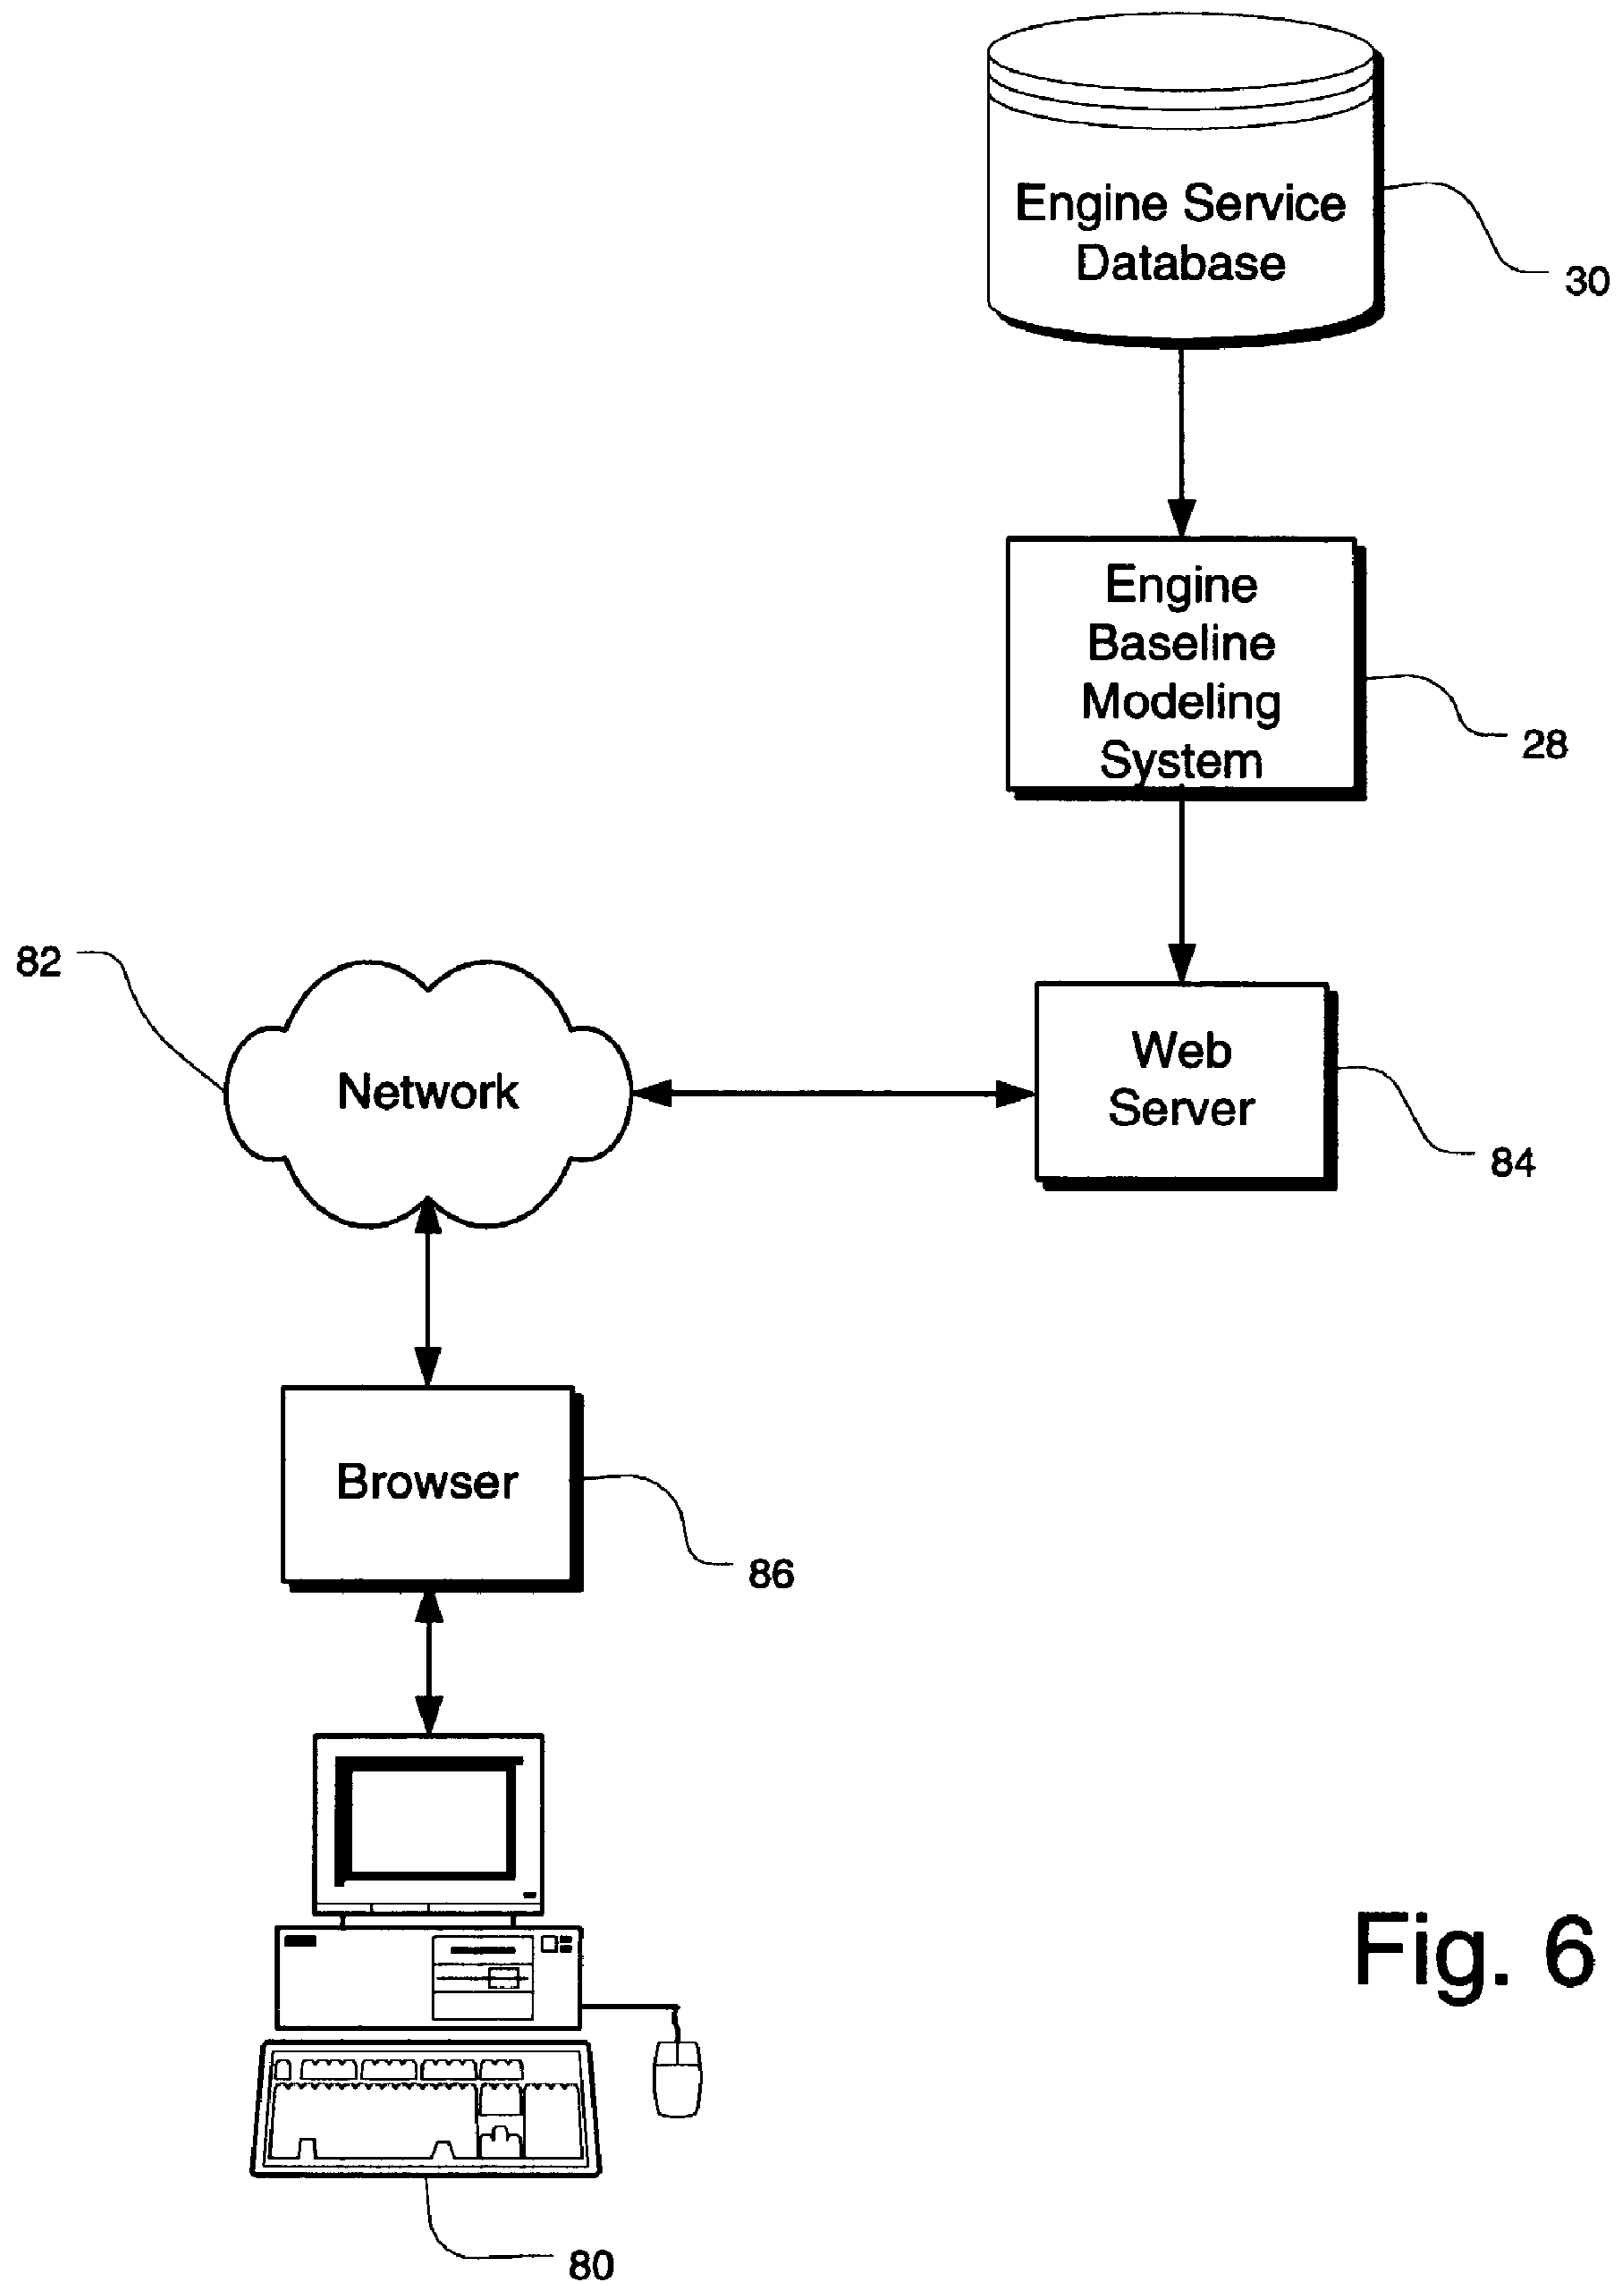 Engine Service
Database
30
Engine
Baseline
Modeling
System
28
82
Network
Web
Server
84
Browser
86
Fig. 6
80